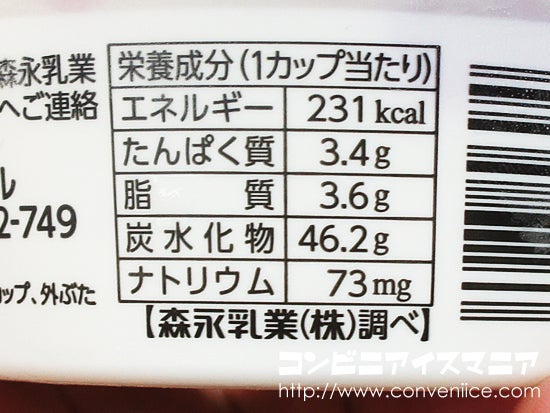 森永乳業
へご連絡
ル
2-749
ップ、外ぶた
栄養成分(1カップ当たり)
エネルギー 231kcal
たんぱく質 3.4g
脂質 3.6g
炭水化物 46.2g
ナトリウム 73mg
【森永乳業(株)調べ】
コンビニアイスマニア
http://www.conveniice.com/